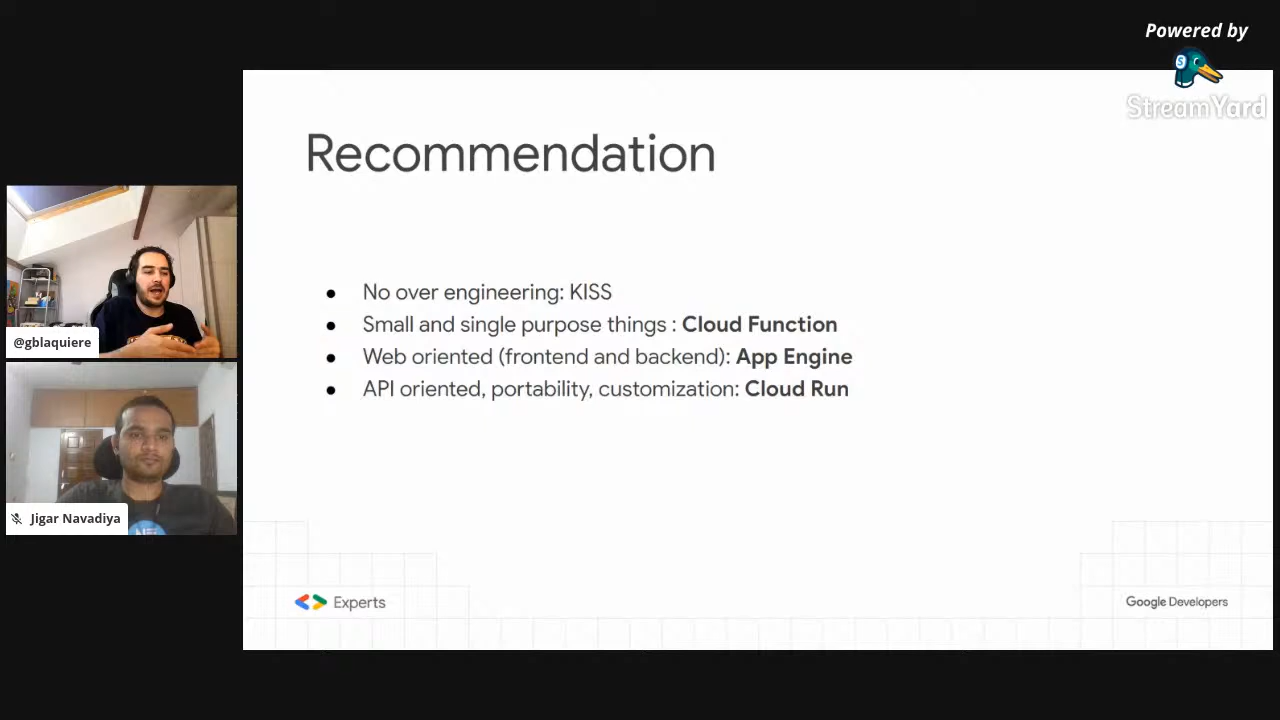 Powered by
StreamYard
Recommendation
No over engineering: KISS
Small and single purpose things : Cloud Function
Web oriented (frontend and backend): App Engine
API oriented, portability, customization: Cloud Run
@gblaquiere
Jigar Navadiya
Experts
Google Developers